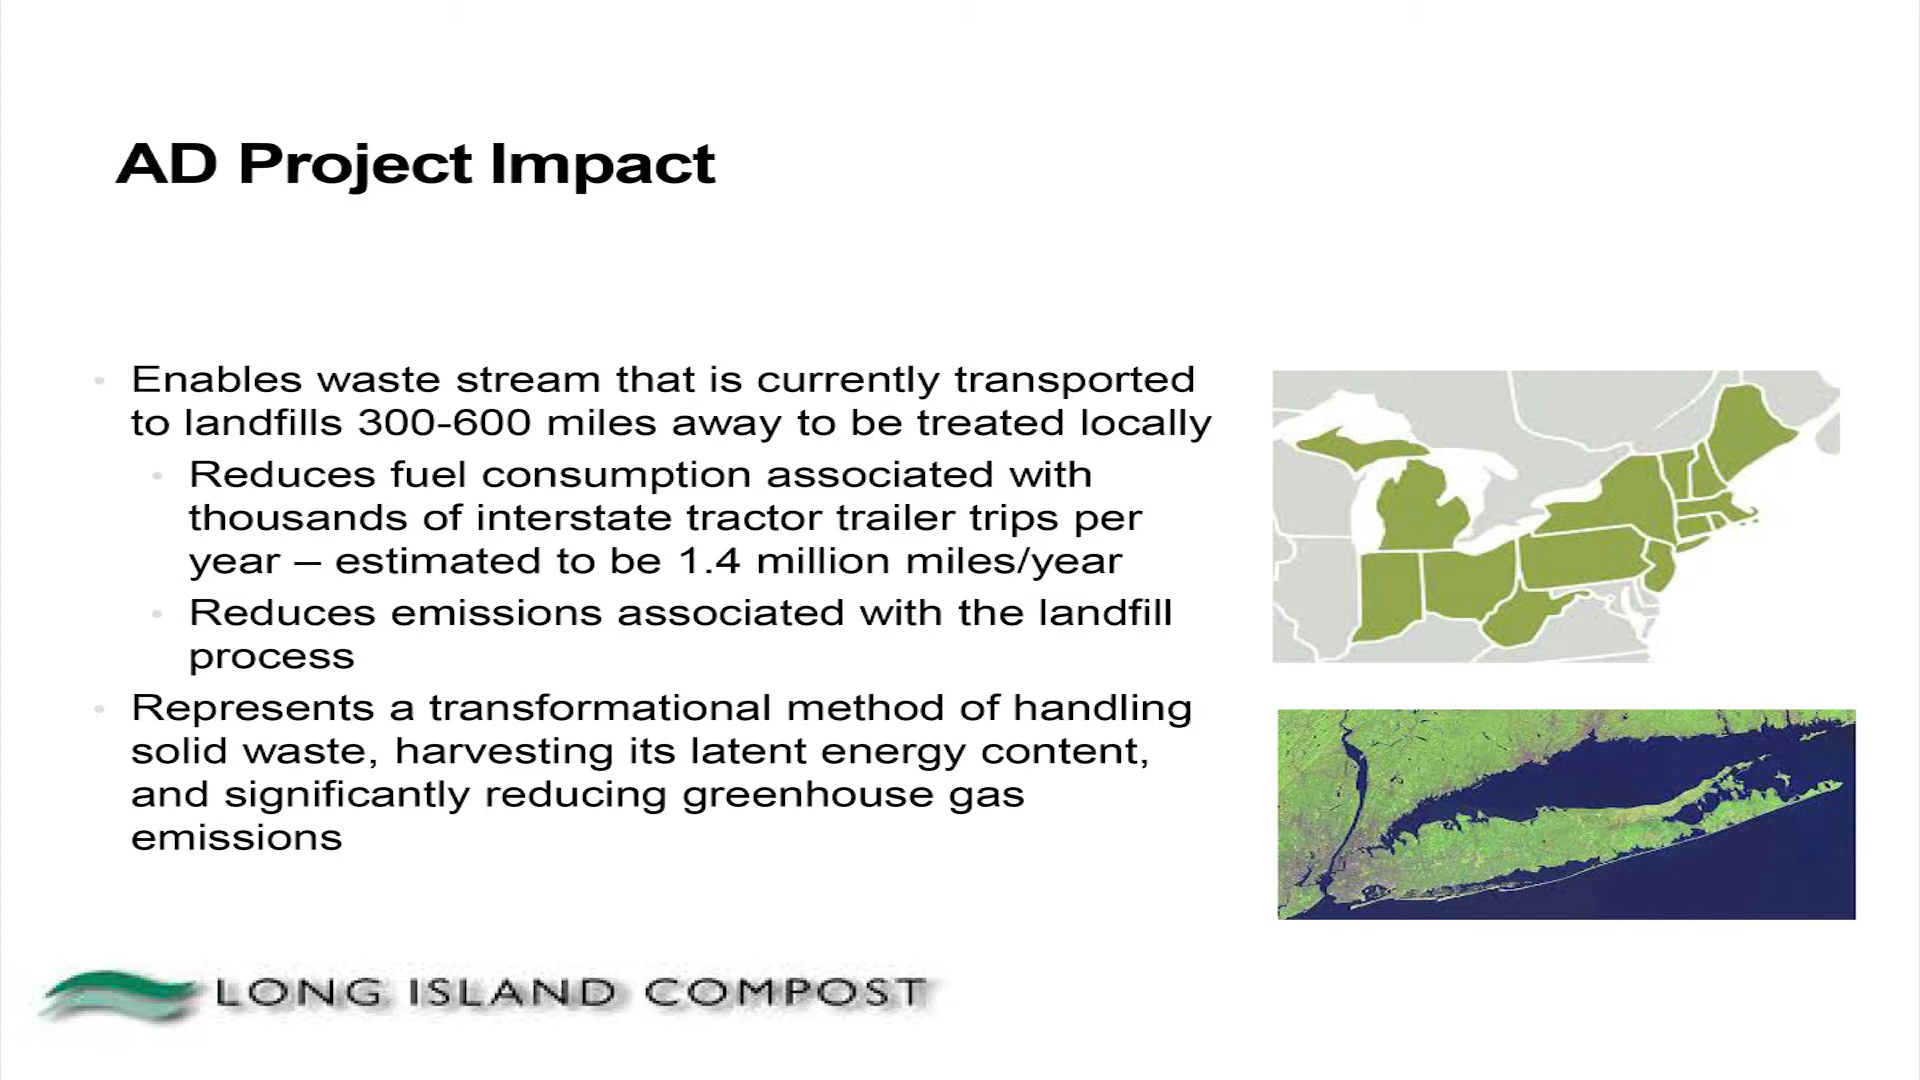 AD Project Impact
• Enables waste stream that is currently transported
to landfills 300-600 miles away to be treated locally
• Reduces fuel consumption associated with
thousands of interstate tractor trailer trips per
year – estimated to be 1.4 million miles/year
• Reduces emissions associated with the landfill
process
• Represents a transformational method of handling
solid waste, harvesting its latent energy content,
and significantly reducing greenhouse gas
emissions
LONG ISLAND COMPOST